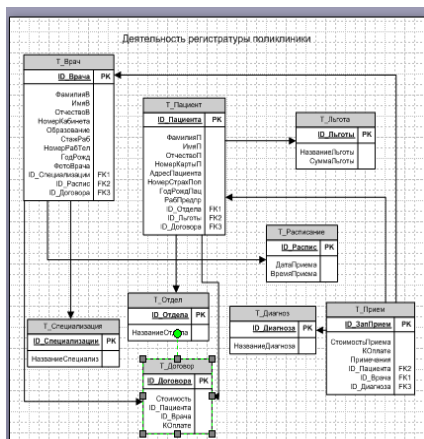 Деятельность регистратуры поликлиники
Т_Врач
ID_Врача PK
ФамилияВ
ИмяВ
ОтчествоВ
НомерКабинета
Образование
СтажРаб
НомерРабТел
ГодРожд
ФотоВрача
ID_Специализации FK1
ID_Распис FK2
ID_Договора FK3
Т_Пациент
ID_Пациента PK
ФамилияП
ИмяП
ОтчествоП
НомерКартыП
АдресПациента
НомерСтрахПол
ГодРождПац
РабПредпр
ID_Отдела FK1
ID_Льготы FK2
ID_Договора FK3
Т_Льгота
ID_Льготы PK
НазваниеЛьготы
СуммаЛьготы
Т_Расписание
ID_Распис PK
ДатаПриема
ВремяПриема
Т_Отдел
ID_Отдела PK
Т_Специализация
ID_Специализации PK
НазваниеСпециализ
Т_Диагноз
ID_Диагноза PK
НазваниеДиагноза
Т_Прием
ID_ЗапПрием PK
СтоимостьПриема
КОплате
Примечения
ID_Пациента FK2
ID_Врача FK1
ID_Диагноза FK3
Т_Договор
ID_Договора PK
Стоимость
ID_Пациента
ID_Врача
КОплате